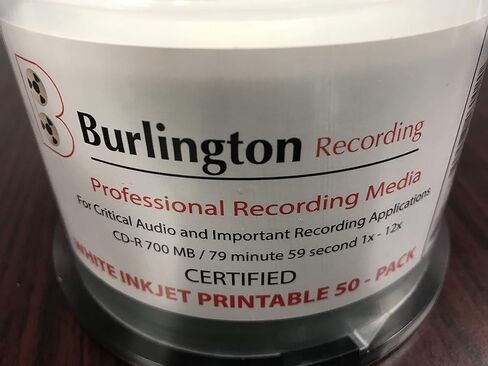 B
Burlington Recording
Professional Recording Media
For Critical Audio and Important Recording Applications
CD-R 700 MB / 79 minute 59 second 1x - 12x
CERTIFIED
WHITE INKJET PRINTABLE 50 - PACK